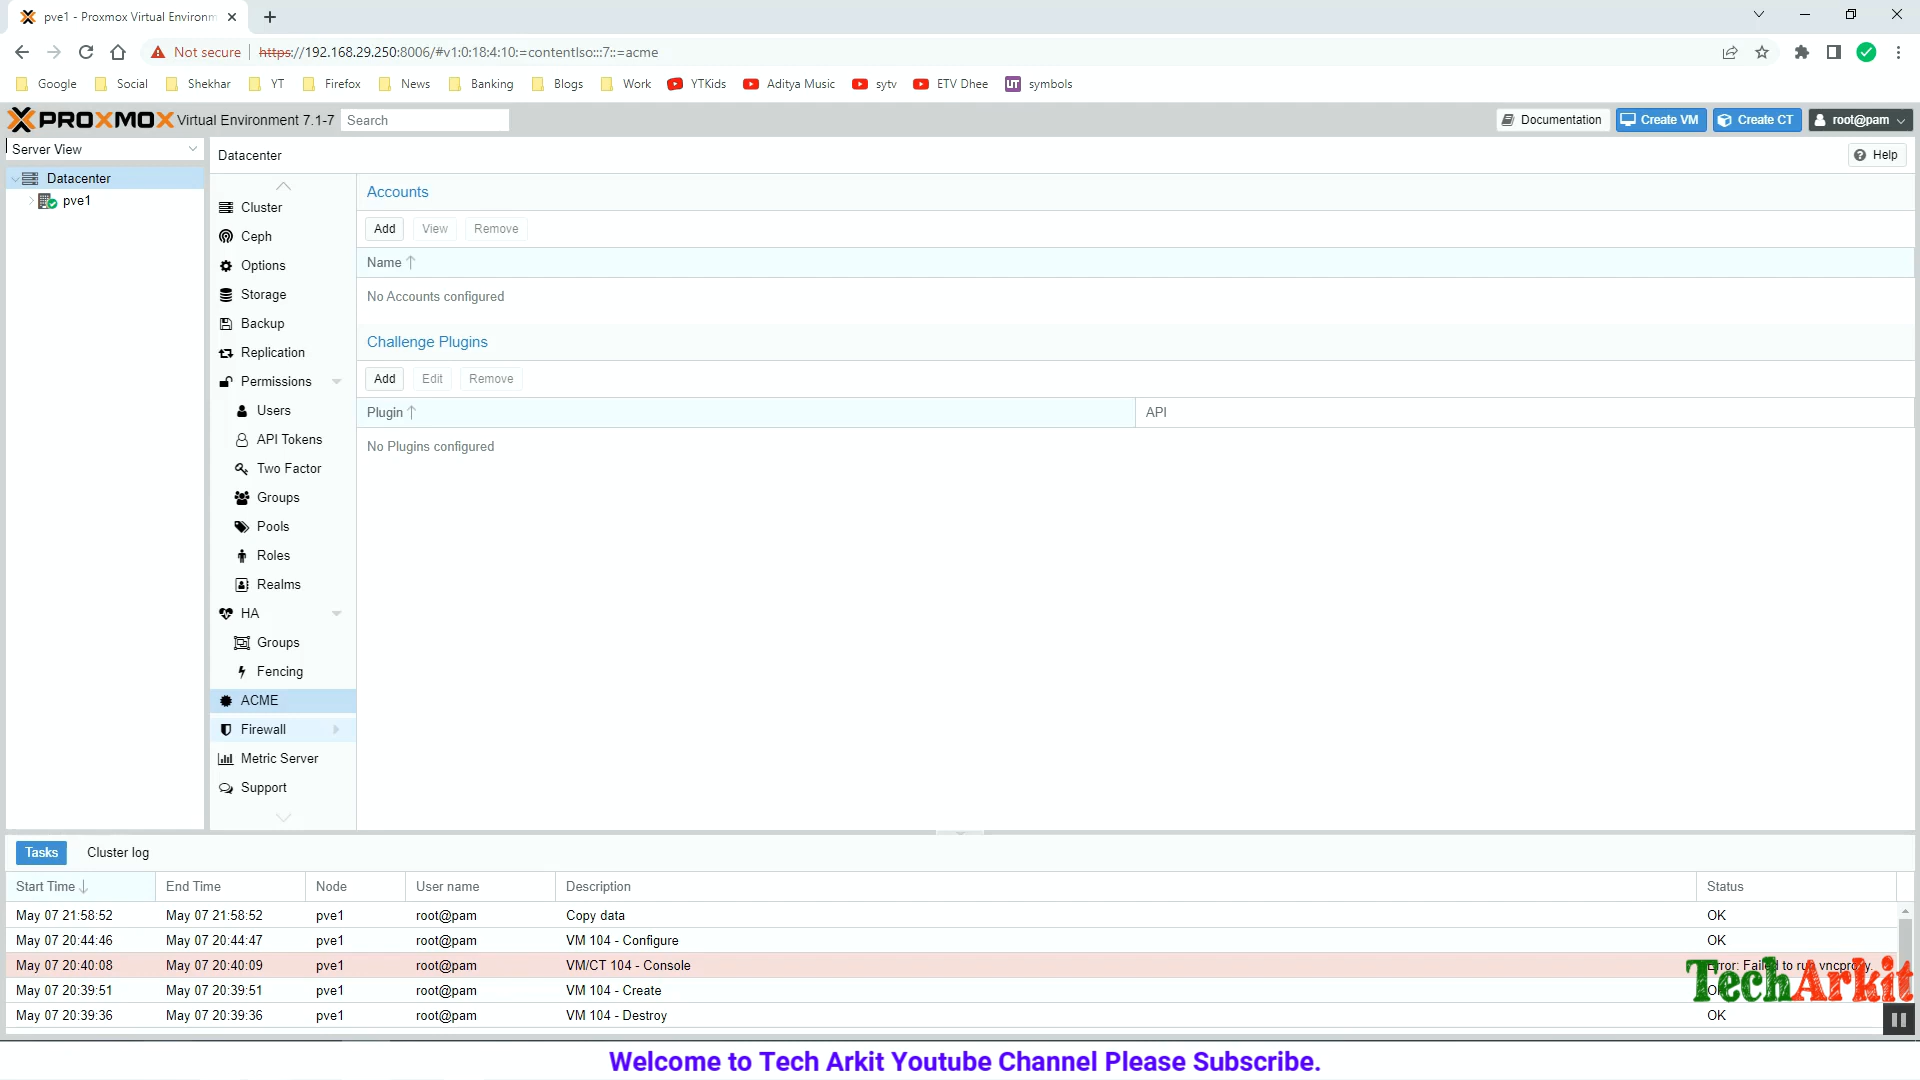 pve1 - Proxmox Virtual Environm
Not secure https://192.168.29.250:8006/#v1:0:18:4:10:=contentIso:::7::=acme
Google Social Shekhar YT Firefox News Banking Blogs Work YTKids Aditya Music sytv ETV Dhee UT symbols
PROXMOX Virtual Environment 7.1-7 Search Documentation Create VM Create CT root@pam
Server View
Datacenter Help
Datacenter
pve1
Cluster
Ceph
Options
Storage
Backup
Replication
Permissions
Users
API Tokens
Two Factor
Groups
Pools
Roles
Realms
HA
Groups
Fencing
ACME
Firewall
Metric Server
Support
Accounts
Add View Remove
Name
No Accounts configured
Challenge Plugins
Add Edit Remove
Plugin API
No Plugins configured
Tasks Cluster log
Start Time End Time Node User name Description Status
May 07 21:58:52 May 07 21:58:52 pve1 root@pam Copy data OK
May 07 20:44:46 May 07 20:44:47 pve1 root@pam VM 104 - Configure OK
May 07 20:40:08 May 07 20:40:09 pve1 root@pam VM/CT 104 - Console Error: Failed to run vncproxy.
May 07 20:39:51 May 07 20:39:51 pve1 root@pam VM 104 - Create OK
May 07 20:39:36 May 07 20:39:36 pve1 root@pam VM 104 - Destroy OK
TechArkit
Welcome to Tech Arkit Youtube Channel Please Subscribe.